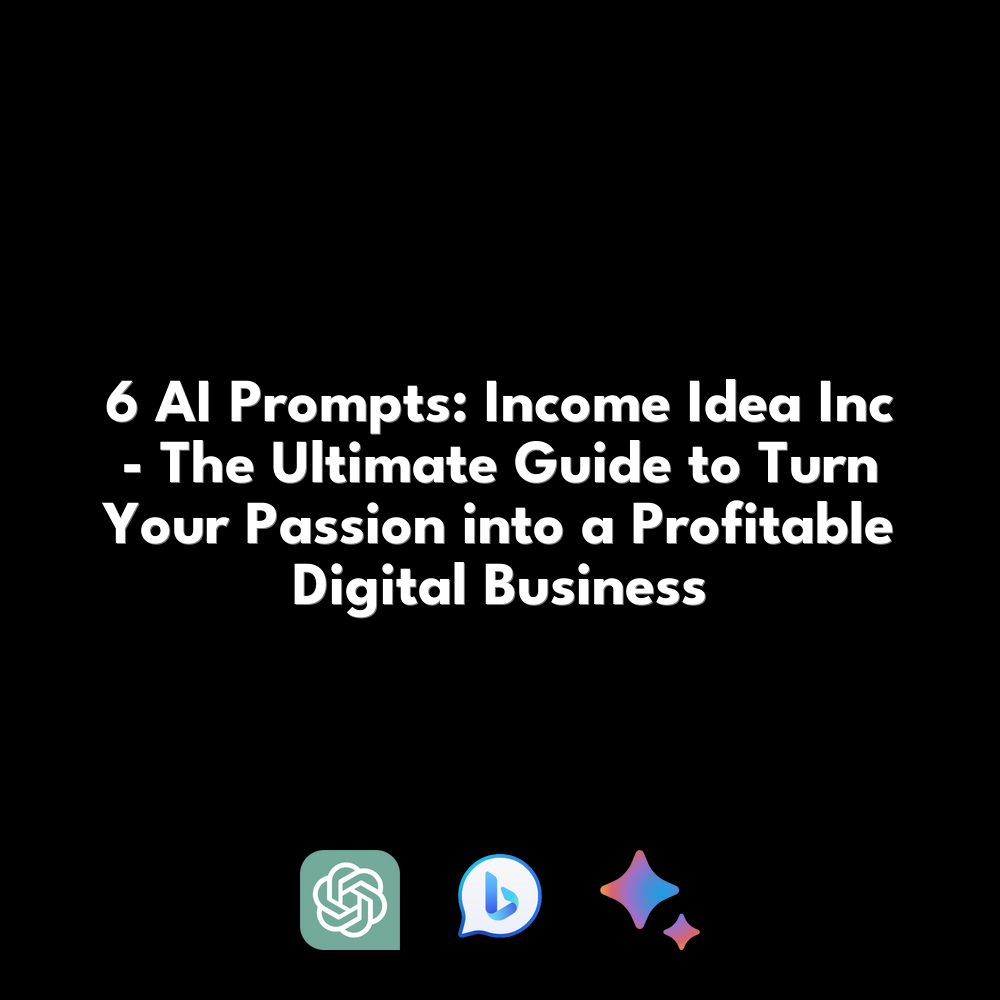 6 AI Prompts: Income Idea Inc
- The Ultimate Guide to Turn
Your Passion into a Profitable
Digital Business